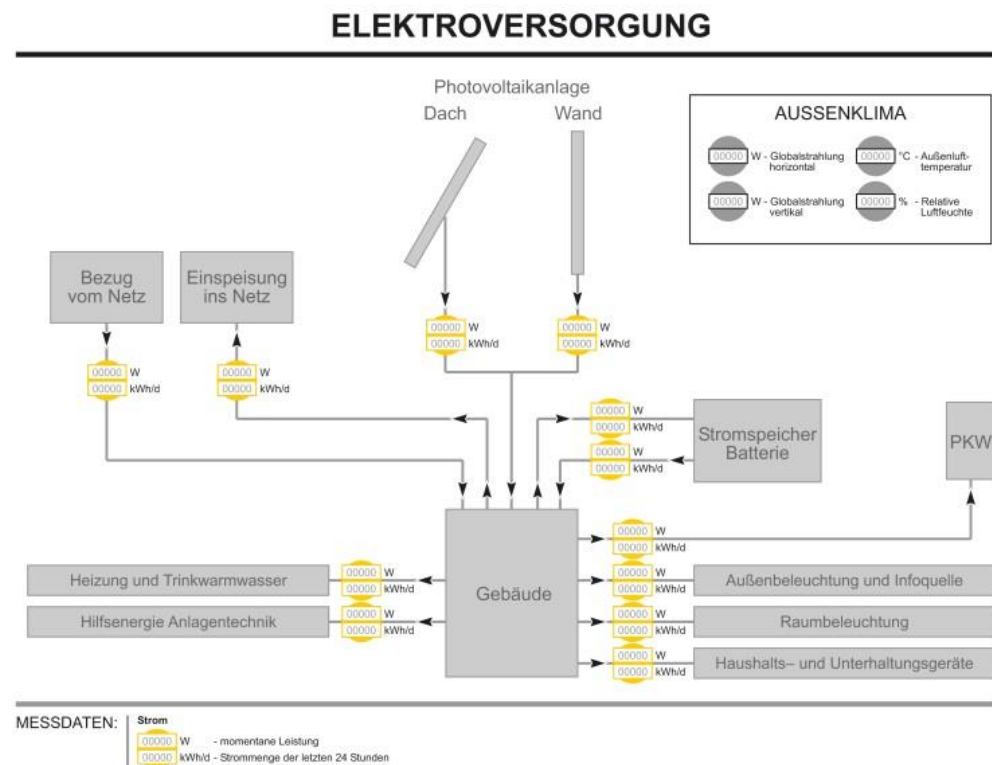 ELEKTROVERSORGUNG
Photovoltaikanlage
Dach
Wand
AUSSENKLIMA
00000 W - Globalstrahlung
horizontal
00000 °C - Außenluft-
temperatur
00000 W - Globalstrahlung
vertikal
00000 % - Relative
Luftfeuchte
Bezug
vom Netz
Einspeisung
ins Netz
00000 W
00000 kWh/d
00000 W
00000 kWh/d
00000 W
00000 kWh/d
00000 W
00000 kWh/d
00000 W
00000 kWh/d
00000 W
00000 kWh/d
Stromspeicher
Batterie
PKW
Gebäude
00000 W
00000 kWh/d
Heizung und Trinkwarmwasser
00000 W
00000 kWh/d
00000 W
00000 kWh/d
Außenbeleuchtung und Infoquelle
Hilfsenergie Anlagentechnik
00000 W
00000 kWh/d
00000 W
00000 kWh/d
Raumbeleuchtung
00000 W
00000 kWh/d
Haushalts– und Unterhaltungsgeräte
MESSDATEN:
Strom
00000 W - momentane Leistung
00000 kWh/d - Strommenge der letzten 24 Stunden